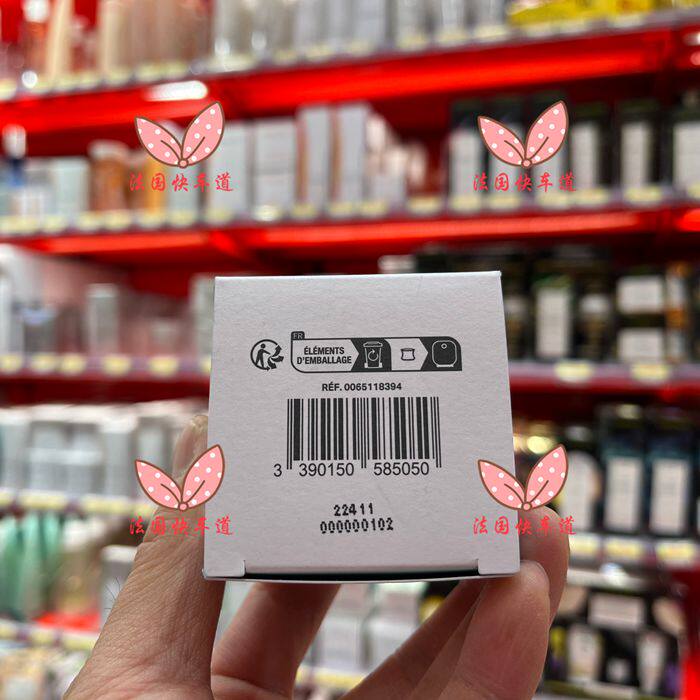 法国快车道
法国快车道
FR
ÉLÉMENTS
D'EMBALLAGE
RÉF. 0065118394
3 390150 585050
法国快车道
法国快车道
22411
000000102